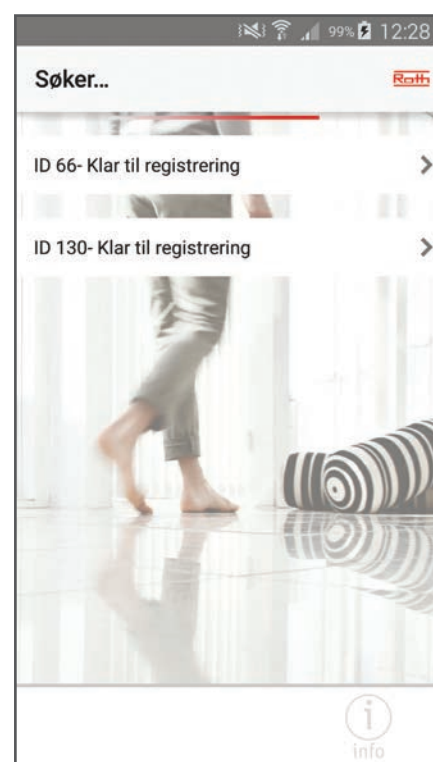 99% 12:28
Søker...
Roth
ID 66- Klar til registrering
ID 130- Klar til registrering
info